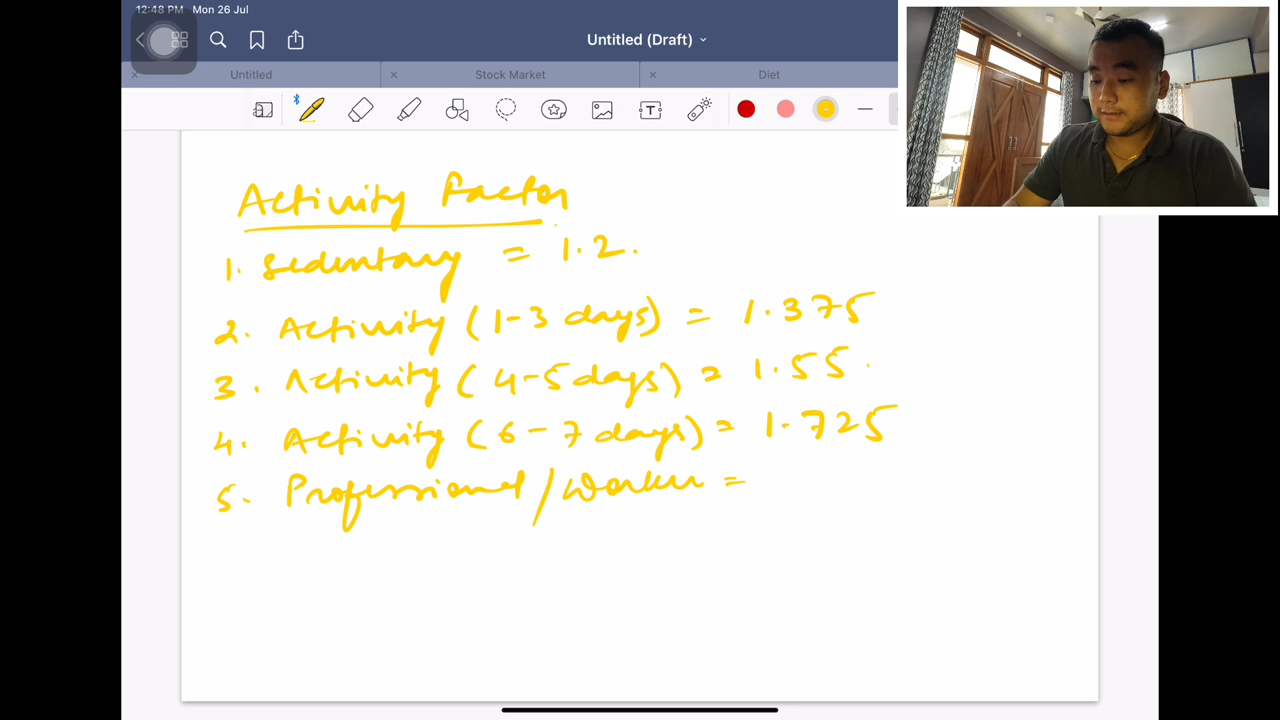 12:48 PM Mon 26 Jul
Untitled (Draft)
Untitled
Stock Market
Diet
T
Activity Factor
1. Sedentary = 1.2.
2. Activity (1-3 days) = 1.375
3. Activity (4-5 days) = 1.55.
4. Activity (6-7 days) = 1.725
5. Professional/Worker =